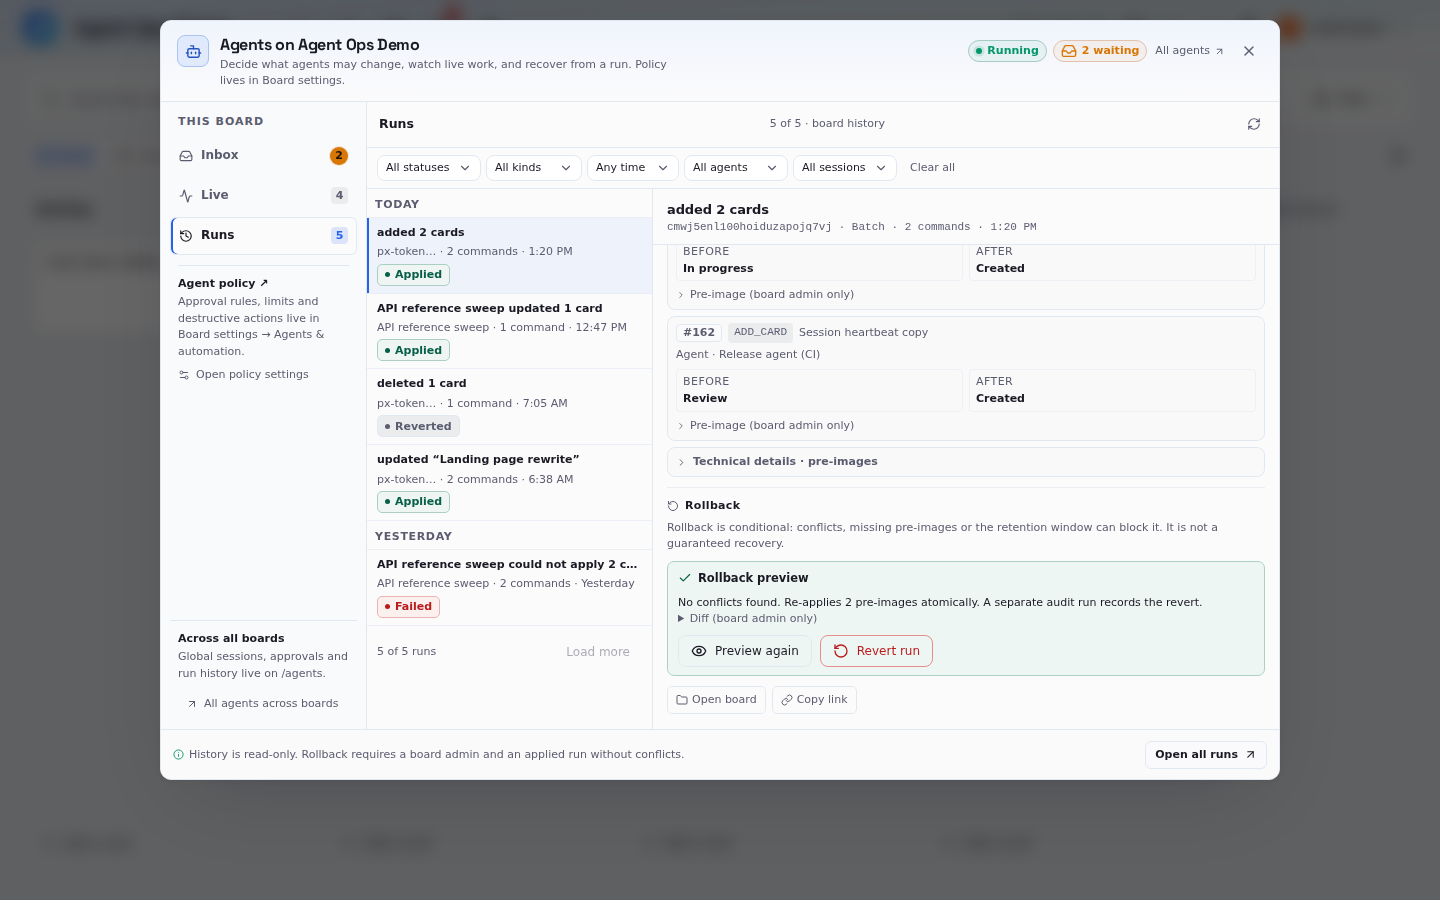 Agents on Agent Ops Demo
Decide what agents may change, watch live work, and recover from a run. Policy
lives in Board settings.
Running
2 waiting
All agents
THIS BOARD
Inbox
2
Live
4
Runs
5
Agent policy ↗
Approval rules, limits and
destructive actions live in
Board settings → Agents &
automation.
Open policy settings
Across all boards
Global sessions, approvals and
run history live on /agents.
All agents across boards
Runs
5 of 5 · board history
All statuses
All kinds
Any time
All agents
All sessions
Clear all
TODAY
added 2 cards
px-token… · 2 commands · 1:20 PM
Applied
API reference sweep updated 1 card
API reference sweep · 1 command · 12:47 PM
Applied
deleted 1 card
px-token… · 1 command · 7:05 AM
Reverted
updated “Landing page rewrite”
px-token… · 2 commands · 6:38 AM
Applied
YESTERDAY
API reference sweep could not apply 2 c…
API reference sweep · 2 commands · Yesterday
Failed
5 of 5 runs
Load more
added 2 cards
cmwj5enl100hoiduzapojq7vj · Batch · 2 commands · 1:20 PM
BEFORE
In progress
AFTER
Created
Pre-image (board admin only)
#162
ADD_CARD
Session heartbeat copy
Agent · Release agent (CI)
BEFORE
Review
AFTER
Created
Pre-image (board admin only)
Technical details · pre-images
Rollback
Rollback is conditional: conflicts, missing pre-images or the retention window can block it. It is not a
guaranteed recovery.
Rollback preview
No conflicts found. Re-applies 2 pre-images atomically. A separate audit run records the revert.
Diff (board admin only)
Preview again
Revert run
Open board
Copy link
History is read-only. Rollback requires a board admin and an applied run without conflicts.
Open all runs